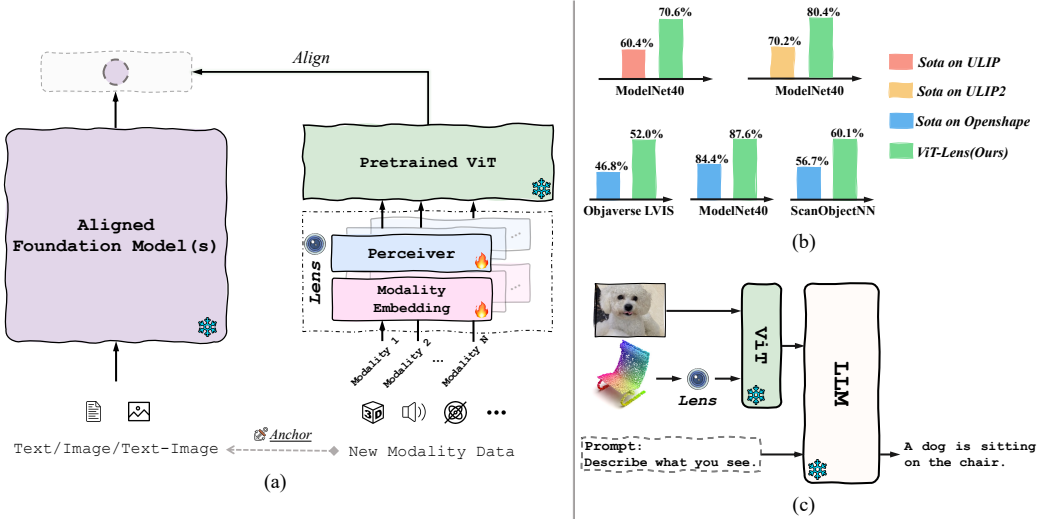 Align
Aligned
Foundation Model(s)
Pretrained ViT
Lens
Perceiver
...
Modality
Embedding
...
Modality 1
Modality 2
...
Modality N
3D
Text/Image/Text-Image
Anchor
New Modality Data
(a)
60.4%
70.6%
ModelNet40
70.2%
80.4%
ModelNet40
Sota on ULIP
Sota on ULIP2
Sota on Openshape
ViT-Lens(Ours)
46.8%
52.0%
Objaverse LVIS
84.4%
87.6%
ModelNet40
56.7%
60.1%
ScanObjectNN
(b)
ViT
Lens
LLM
Prompt:
Describe what you see.
A dog is sitting
on the chair.
(c)